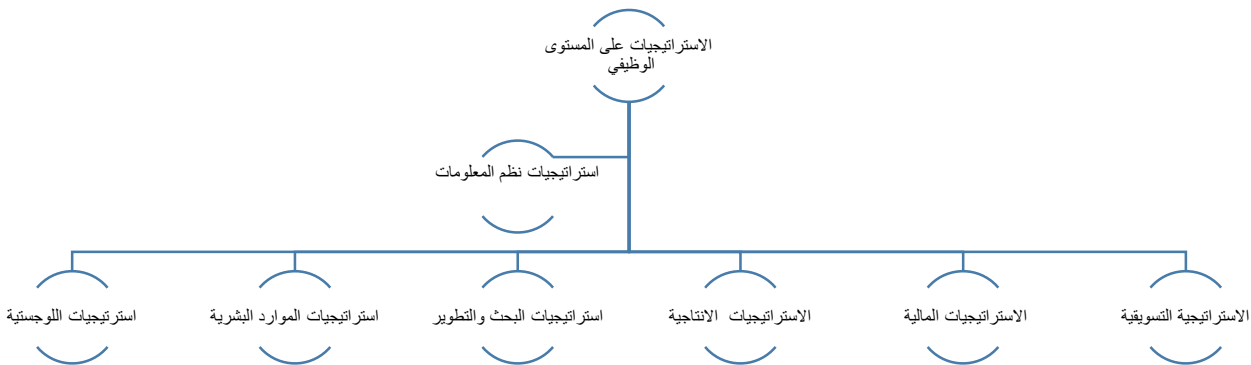 الاستراتيجيات على المستوى
الوظيفي
استراتيجيات نظم المعلومات
الاستراتيجية التسويقية
الاستراتيجيات المالية
الاستراتيجيات الانتاجية
استراتيجيات البحث والتطوير
استراتيجيات الموارد البشرية
استرتيجيات اللوجستية